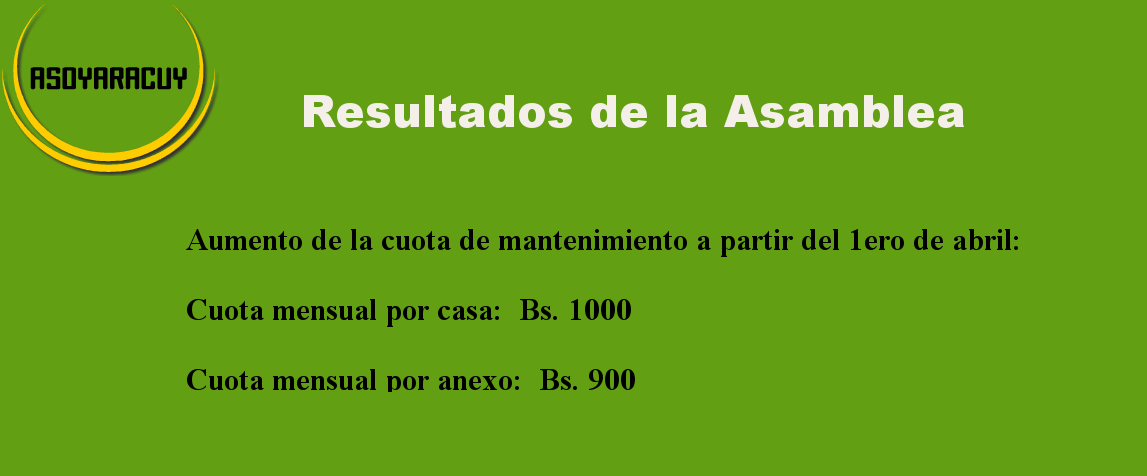 ASOYARACUY
Resultados de la Asamblea
Aumento de la cuota de mantenimiento a partir del 1ero de abril:
Cuota mensual por casa: Bs. 1000
Cuota mensual por anexo: Bs. 900